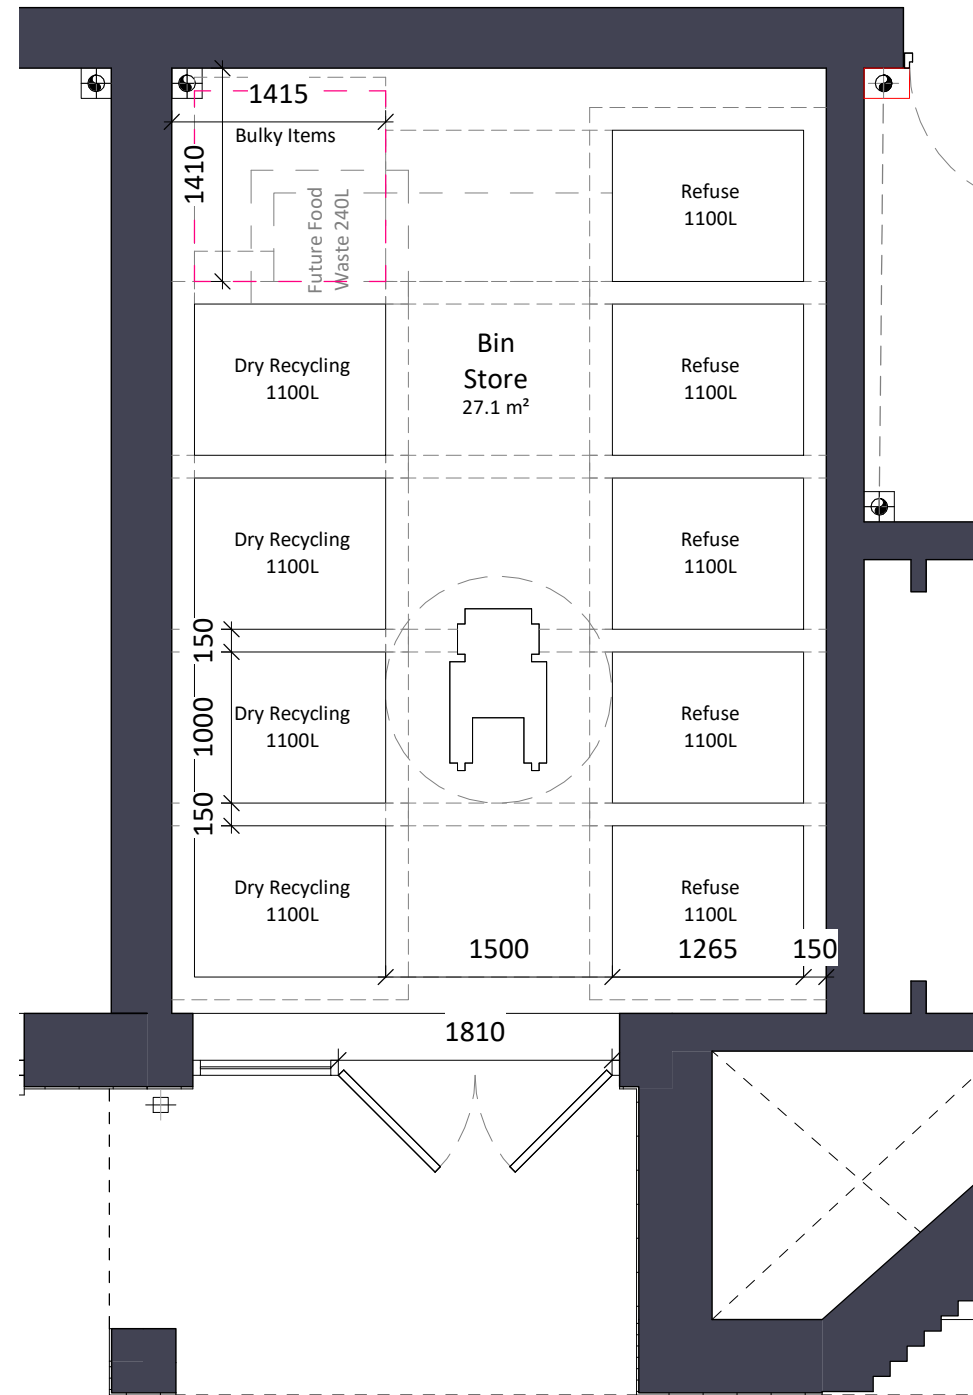 1415
Bulky Items
1410
Future Food
Waste 240L
Refuse
1100L
Dry Recycling
1100L
Bin
Store
27.1 m²
Refuse
1100L
Dry Recycling
1100L
Refuse
1100L
150
1000
150
Dry Recycling
1100L
Refuse
1100L
Dry Recycling
1100L
Refuse
1100L
1500
1265
150
1810